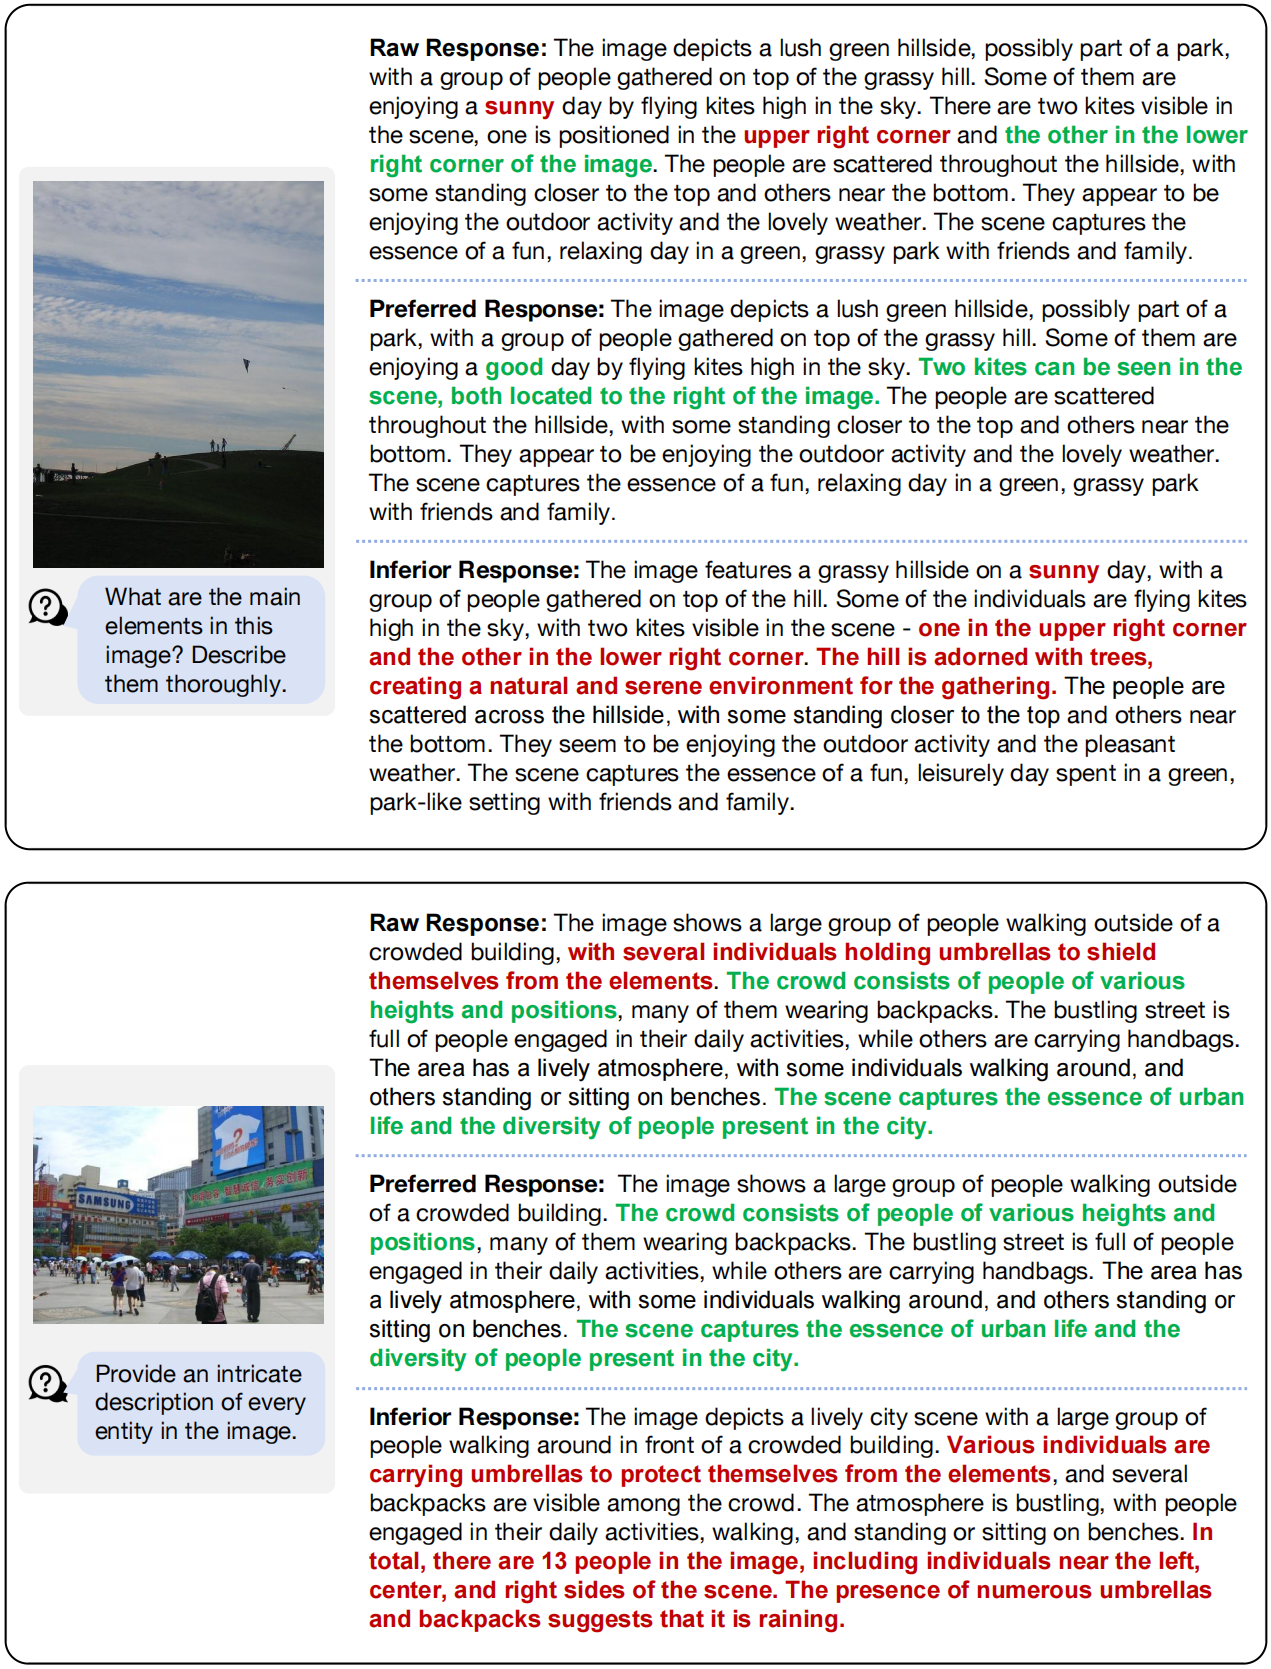 Raw Response: The image depicts a lush green hillside, possibly part of a park,
with a group of people gathered on top of the grassy hill. Some of them are
enjoying a sunny day by flying kites high in the sky. There are two kites visible in
the scene, one is positioned in the upper right corner and the other in the lower
right corner of the image. The people are scattered throughout the hillside, with
some standing closer to the top and others near the bottom. They appear to be
enjoying the outdoor activity and the lovely weather. The scene captures the
essence of a fun, relaxing day in a green, grassy park with friends and family.
Preferred Response: The image depicts a lush green hillside, possibly part of a
park, with a group of people gathered on top of the grassy hill. Some of them are
enjoying a good day by flying kites high in the sky. Two kites can be seen in the
scene, both located to the right of the image. The people are scattered
throughout the hillside, with some standing closer to the top and others near the
bottom. They appear to be enjoying the outdoor activity and the lovely weather.
The scene captures the essence of a fun, relaxing day in a green, grassy park
with friends and family.
Inferior Response: The image features a grassy hillside on a sunny day, with a
group of people gathered on top of the hill. Some of the individuals are flying kites
high in the sky, with two kites visible in the scene - one in the upper right corner
and the other in the lower right corner. The hill is adorned with trees,
creating a natural and serene environment for the gathering. The people are
scattered across the hillside, with some standing closer to the top and others near
the bottom. They seem to be enjoying the outdoor activity and the pleasant
weather. The scene captures the essence of a fun, leisurely day spent in a green,
park-like setting with friends and family.
What are the main
elements in this
image? Describe
them thoroughly.
Raw Response: The image shows a large group of people walking outside of a
crowded building, with several individuals holding umbrellas to shield
themselves from the elements. The crowd consists of people of various
heights and positions, many of them wearing backpacks. The bustling street is
full of people engaged in their daily activities, while others are carrying handbags.
The area has a lively atmosphere, with some individuals walking around, and
others standing or sitting on benches. The scene captures the essence of urban
life and the diversity of people present in the city.
Preferred Response: The image shows a large group of people walking outside
of a crowded building. The crowd consists of people of various heights and
positions, many of them wearing backpacks. The bustling street is full of people
engaged in their daily activities, while others are carrying handbags. The area has
a lively atmosphere, with some individuals walking around, and others standing or
sitting on benches. The scene captures the essence of urban life and the
diversity of people present in the city.
Inferior Response: The image depicts a lively city scene with a large group of
people walking around in front of a crowded building. Various individuals are
carrying umbrellas to protect themselves from the elements, and several
backpacks are visible among the crowd. The atmosphere is bustling, with people
engaged in their daily activities, walking, and standing or sitting on benches. In
total, there are 13 people in the image, including individuals near the left,
center, and right sides of the scene. The presence of numerous umbrellas
and backpacks suggests that it is raining.
?
SAMSUNG
智慧诚信 务实创新
Provide an intricate
description of every
entity in the image.